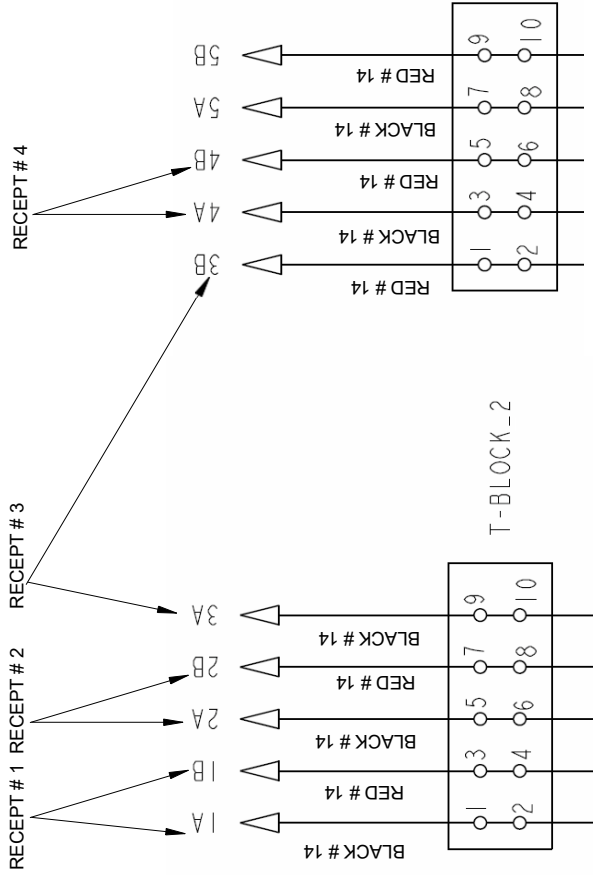 RECEPT # 1
RECEPT # 2
RECEPT # 3
RECEPT # 4
1A
1B
2A
2B
3A
3B
4A
4B
5A
5B
BLACK # 14
RED # 14
BLACK # 14
RED # 14
BLACK # 14
RED # 14
BLACK # 14
RED # 14
BLACK # 14
RED # 14
1 3 5 7 9
2 4 6 8 10
T-BLOCK_2
1 3 5 7 9
2 4 6 8 10